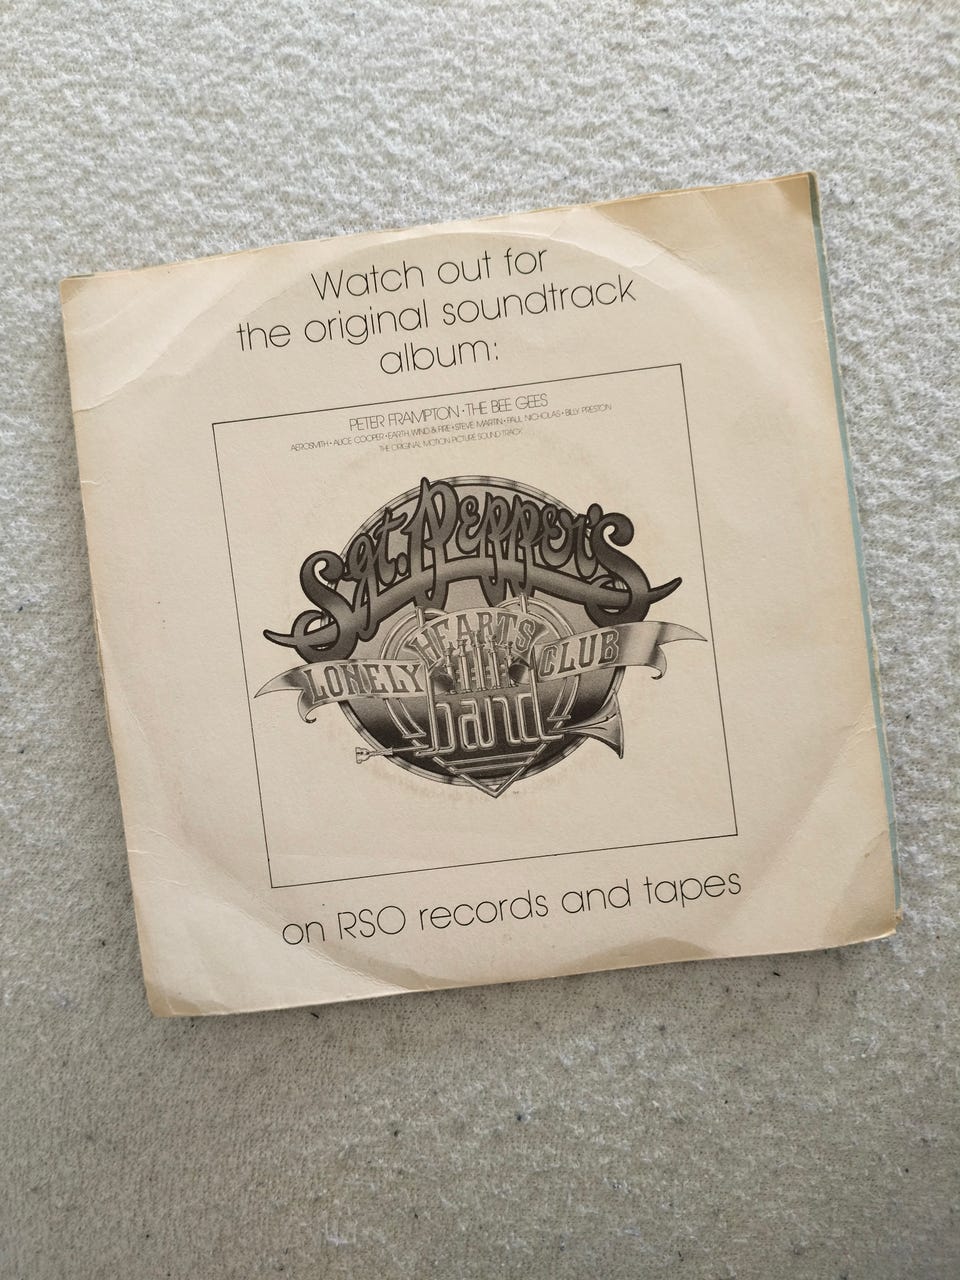 Watch out for
the original soundtrack
album:
PETER FRAMPTON • THE BEE GEES
AEROSMITH • ALICE COOPER • EARTH, WIND & FIRE • STEVE MARTIN • PAUL NICHOLAS • BILLY PRESTON
THE ORIGINAL MOTION PICTURE SOUND TRACK
Sgt. Pepper's
LONELY HEARTS CLUB
band
on RSO records and tapes